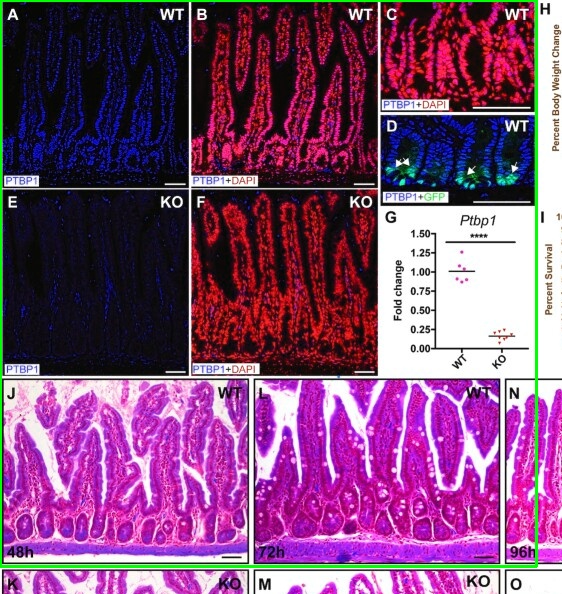 A WT
PTBP1
B WT
PTBP1+DAPI
C WT
PTBP1+DAPI
D WT
PTBP1+GFP
E KO
PTBP1
F KO
PTBP1+DAPI
G
Ptbp1
****
Fold change
1.50
1.25
1.00
0.75
0.50
0.25
0.00
WT
KO
H
Percent Body Weight Change
I
Percent Survival
J WT
48h
L WT
72h
N
96h
K KO
M KO
O